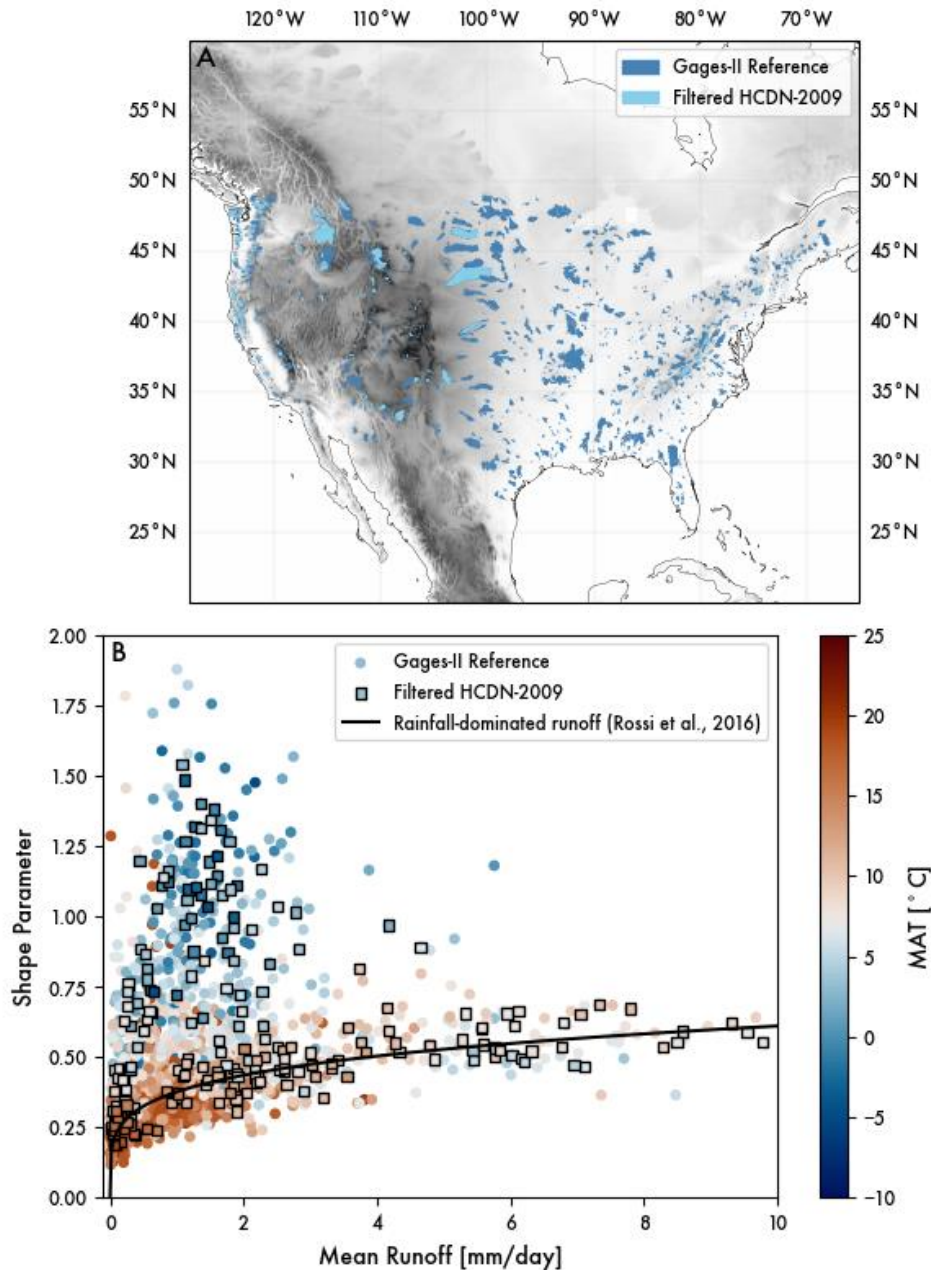 120°W 110°W 100°W 90°W 80°W 70°W
A
Gages-II Reference
Filtered HCDN-2009
55°N 55°N
50°N 50°N
45°N 45°N
40°N 40°N
35°N 35°N
30°N 30°N
25°N 25°N
B
Gages-II Reference
Filtered HCDN-2009
Rainfall-dominated runoff (Rossi et al., 2016)
2.00
1.75
1.50
1.25
1.00
0.75
0.50
0.25
0.00
Shape Parameter
0 2 4 6 8 10
Mean Runoff [mm/day]
25
20
15
10
5
0
−5
−10
MAT [°C]